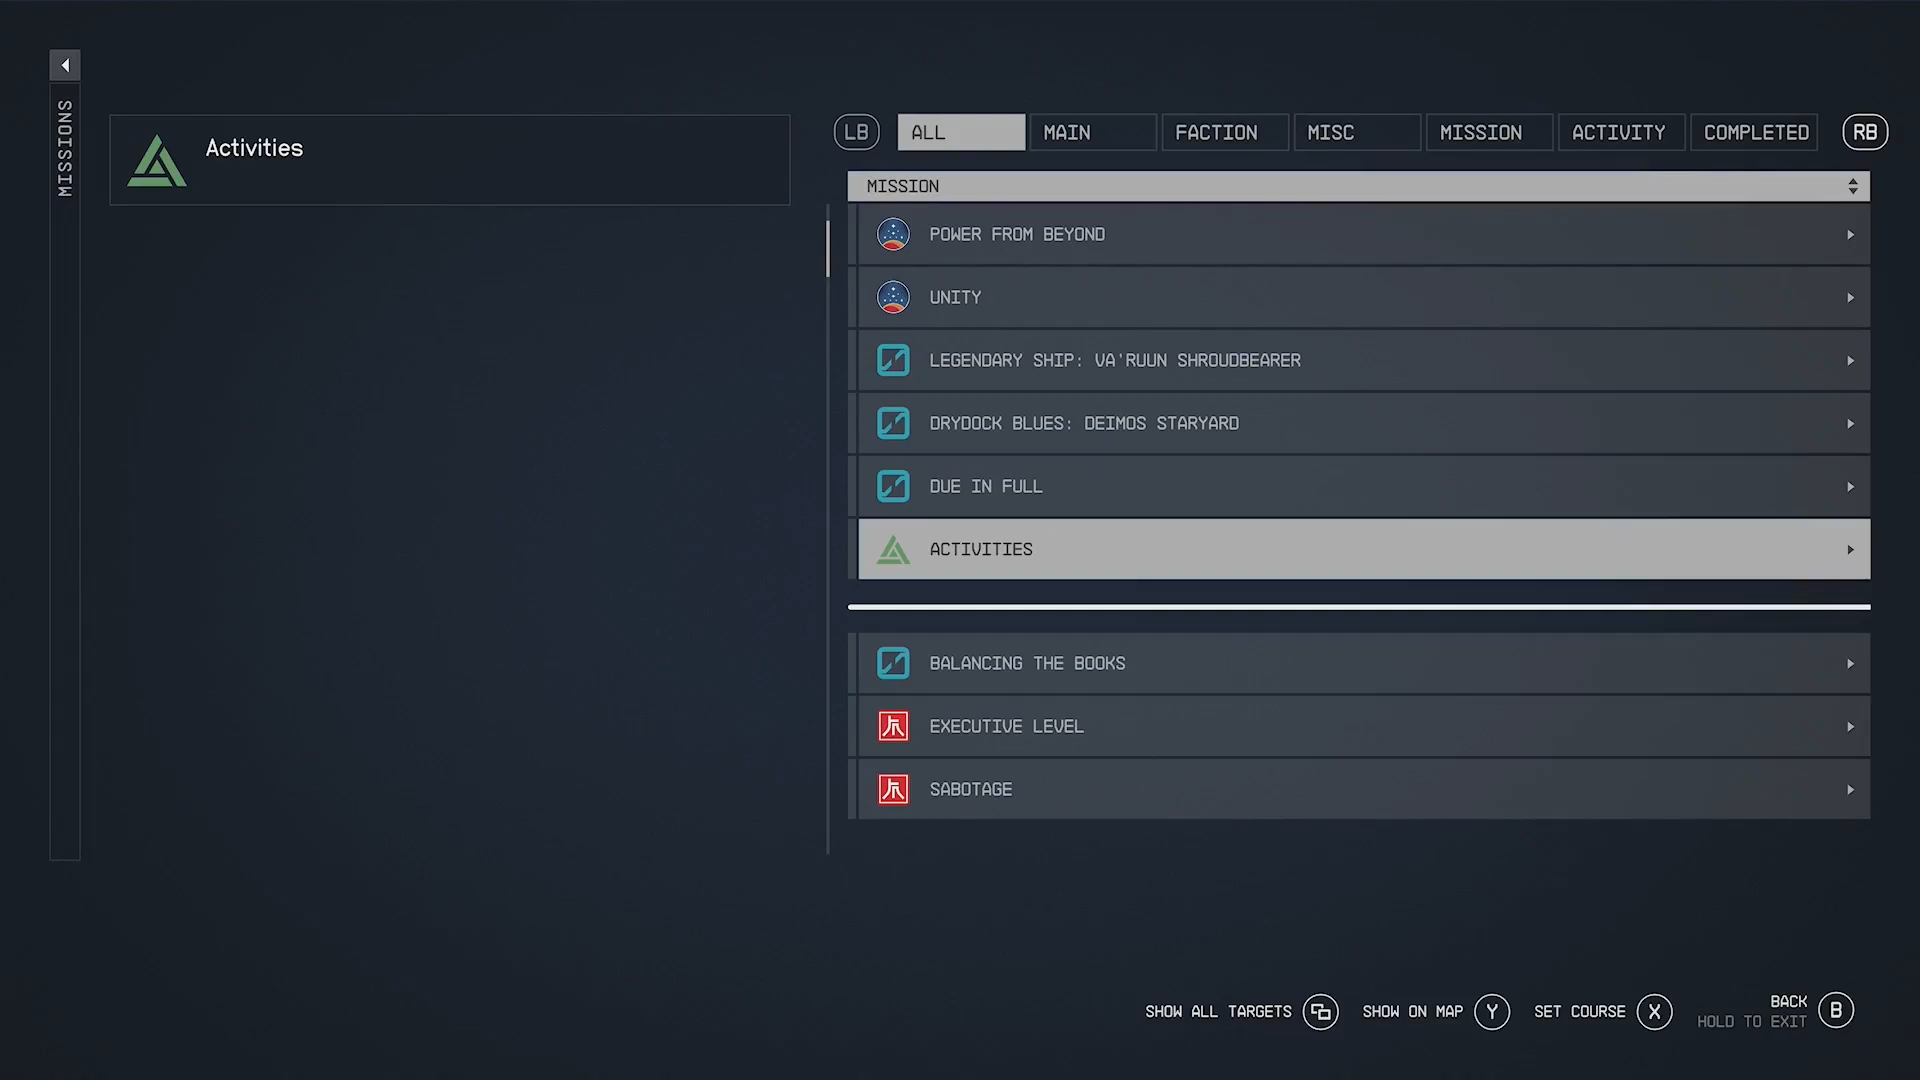 MISSIONS
Activities
LB
ALL
MAIN
FACTION
MISC
MISSION
ACTIVITY
COMPLETED
RB
MISSION
POWER FROM BEYOND
UNITY
LEGENDARY SHIP: VA'RUUN SHROUDBEARER
DRYDOCK BLUES: DEIMOS STARYARD
DUE IN FULL
ACTIVITIES
BALANCING THE BOOKS
EXECUTIVE LEVEL
SABOTAGE
SHOW ALL TARGETS
SHOW ON MAP Y
SET COURSE X
BACK B
HOLD TO EXIT